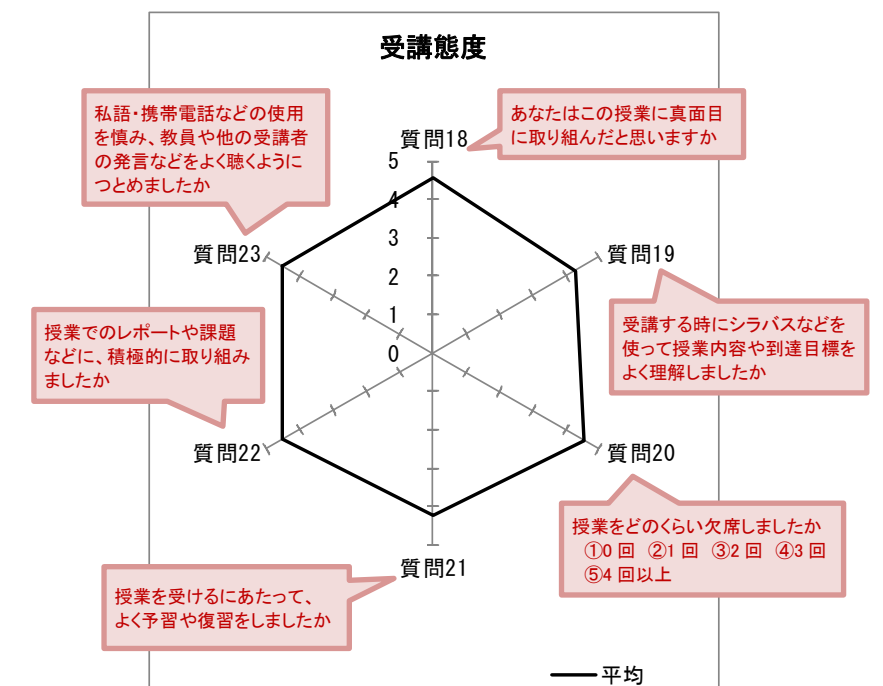 受講態度
私語・携帯電話などの使用
を慎み、教員や他の受講者
の発言などをよく聴くように
つとめましたか
あなたはこの授業に真面目
に取り組んだと思いますか
質問18
5
4
3
2
1
0
質問23
質問19
授業でのレポートや課題
などに、積極的に取り組み
ましたか
受講する時にシラバスなどを
使って授業内容や到達目標を
よく理解しましたか
質問22
質問20
授業をどのくらい欠席しましたか
①0 回 ②1 回 ③2 回 ④3 回
⑤4 回以上
質問21
授業を受けるにあたって、
よく予習や復習をしましたか
平均